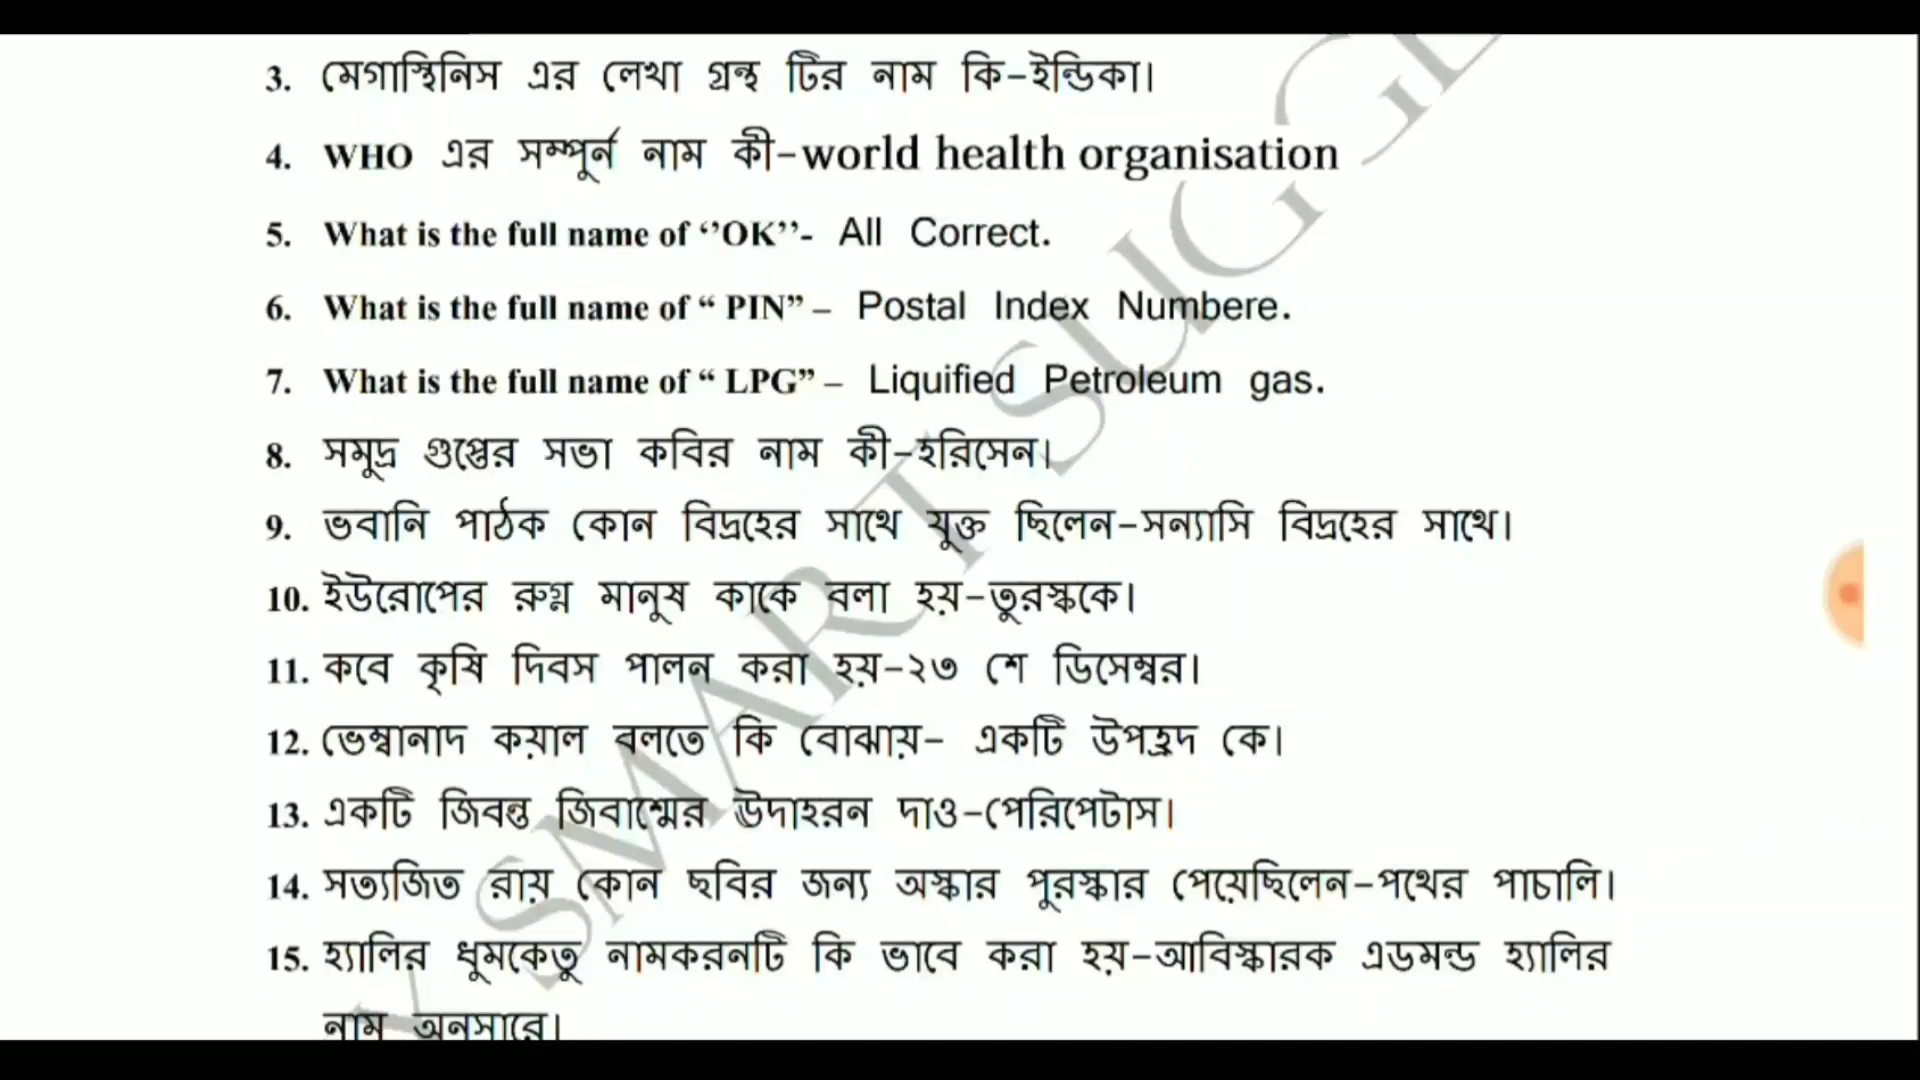 3. মেগাস্থিনিস এর লেখা গ্রন্থ টির নাম কি-ইন্ডিকা।
4. WHO এর সম্পুর্ন নাম কী-world health organisation
5. What is the full name of ‘’OK’’- All Correct.
6. What is the full name of “ PIN” – Postal Index Numbere.
7. What is the full name of “ LPG” – Liquified Petroleum gas.
8. সমুদ্র গুপ্তের সভা কবির নাম কী-হরিসেন।
9. ভবানি পাঠক কোন বিদ্রহের সাথে যুক্ত ছিলেন-সন্যাসি বিদ্রহের সাথে।
10. ইউরোপের রুগ্ন মানুষ কাকে বলা হয়-তুরস্ককে।
11. কবে কৃষি দিবস পালন করা হয়-২৩ শে ডিসেম্বর।
12. ভেম্বানাদ কয়াল বলতে কি বোঝায়- একটি উপহ্রদ কে।
13. একটি জিবন্ত জিবাশ্মের উদাহরন দাও-পেরিপেটাস।
14. সত্যজিত রায় কোন ছবির জন্য অস্কার পুরস্কার পেয়েছিলেন-পথের পাচালি।
15. হ্যালির ধুমকেতু নামকরনটি কি ভাবে করা হয়-আবিস্কারক এডমন্ড হ্যালির
নাম অনুসারে।
SMART SUGGE